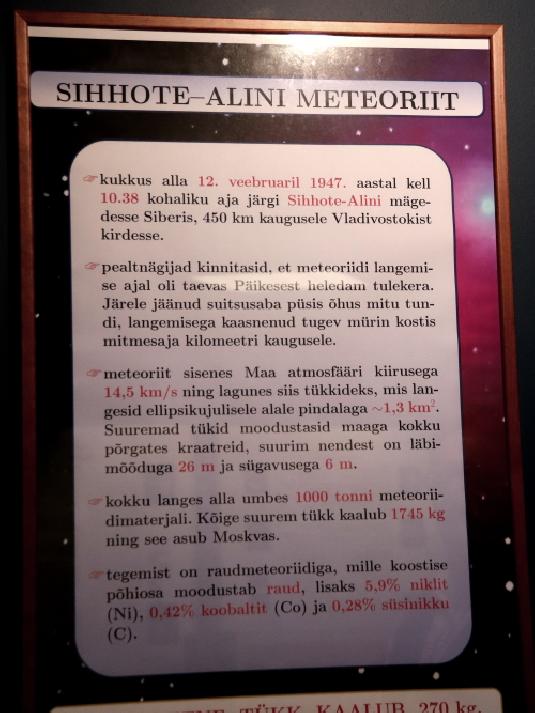 SIHHOTE–ALINI METEORIIT
☞kukkus alla 12. veebruaril 1947. aastal kell
10.38 kohaliku aja järgi Sihhote-Alini mäge-
desse Siberis, 450 km kaugusele Vladivostokist
kirdesse.
☞pealtnägijad kinnitasid, et meteoriidi langemi-
se ajal oli taevas Päikesest heledam tulekera.
Järele jäänud suitsusaba püsis õhus mitu tun-
di, langemisega kaasnenud tugev mürin kostis
mitmesaja kilomeetri kaugusele.
☞meteoriit sisenes Maa atmosfääri kiirusega
14,5 km/s ning lagunes siis tükkideks, mis lan-
gesid ellipsikujulisele alale pindalaga ~1,3 km².
Suuremad tükid moodustasid maaga kokku
põrgates kraatreid, suurim nendest on läbi-
mõõduga 26 m ja sügavusega 6 m.
☞kokku langes alla umbes 1000 tonni meteorii-
dimaterjali. Kõige suurem tükk kaalub 1745 kg
ning see asub Moskvas.
☞tegemist on raudmeteoriidiga, mille koostise
põhiosa moodustab raud, lisaks 5,9% niklit
(Ni), 0,42% koobaltit (Co) ja 0,28% süsinikku
(C).
TÜKK KAALUB 270 kg.